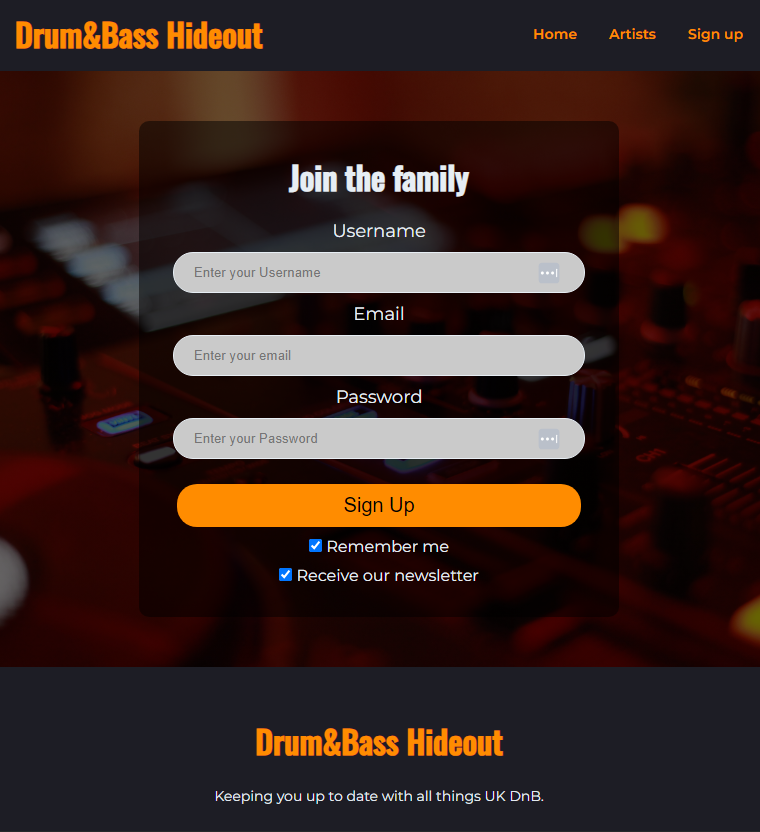 Drum&Bass Hideout
Home Artists Sign up
Join the family
Username
Enter your Username
Email
Enter your email
Password
Enter your Password
Sign Up
Remember me
Receive our newsletter
Drum&Bass Hideout
Keeping you up to date with all things UK DnB.